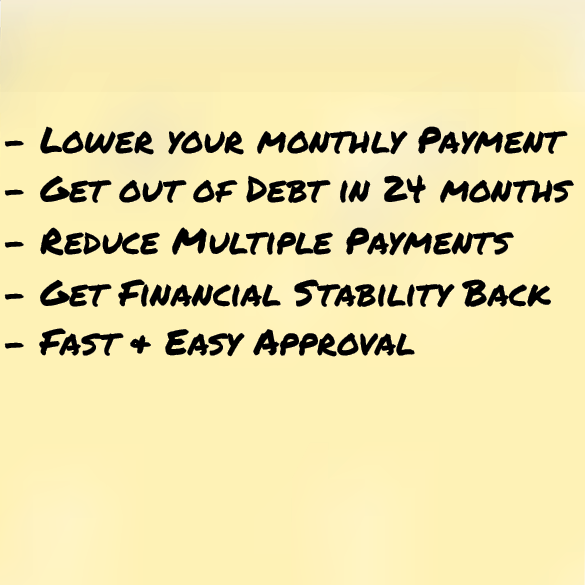 - Lower your monthly Payment
- Get out of Debt in 24 months
- Reduce Multiple Payments
- Get Financial Stability Back
- Fast & Easy Approval